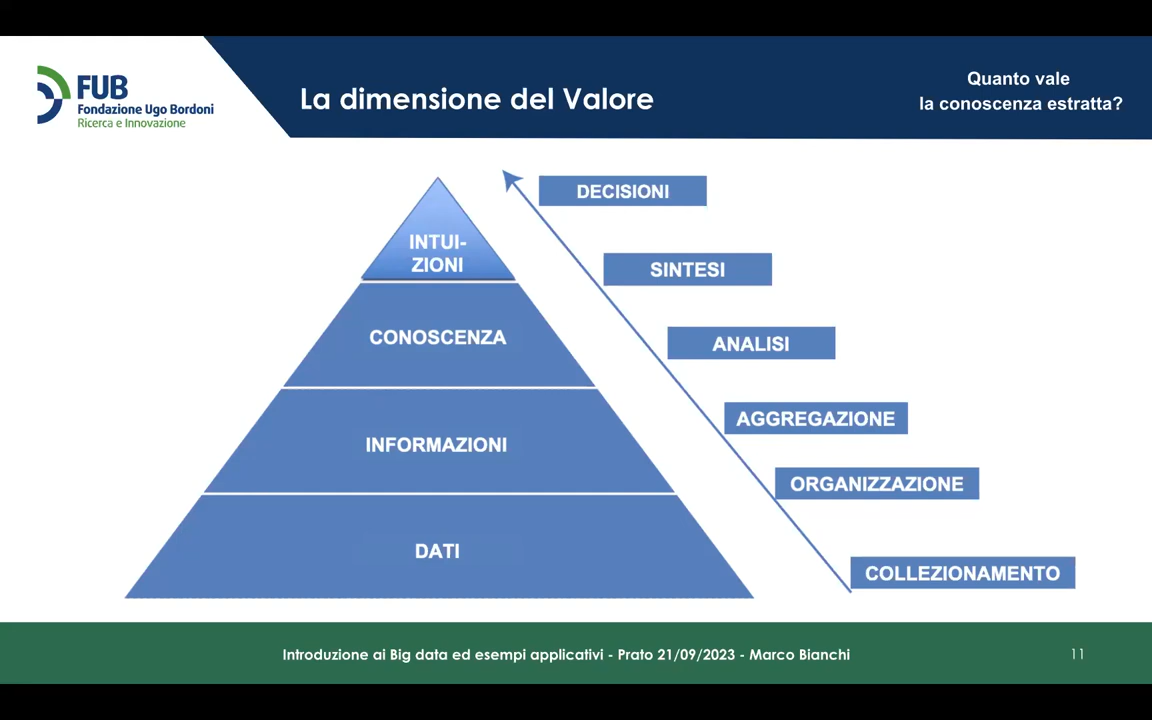 FUB
Fondazione Ugo Bordoni
Ricerca e Innovazione
La dimensione del Valore
Quanto vale
la conoscenza estratta?
INTUI-
ZIONI
CONOSCENZA
INFORMAZIONI
DATI
DECISIONI
SINTESI
ANALISI
AGGREGAZIONE
ORGANIZZAZIONE
COLLEZIONAMENTO
Introduzione ai Big data ed esempi applicativi - Prato 21/09/2023 - Marco Bianchi
11